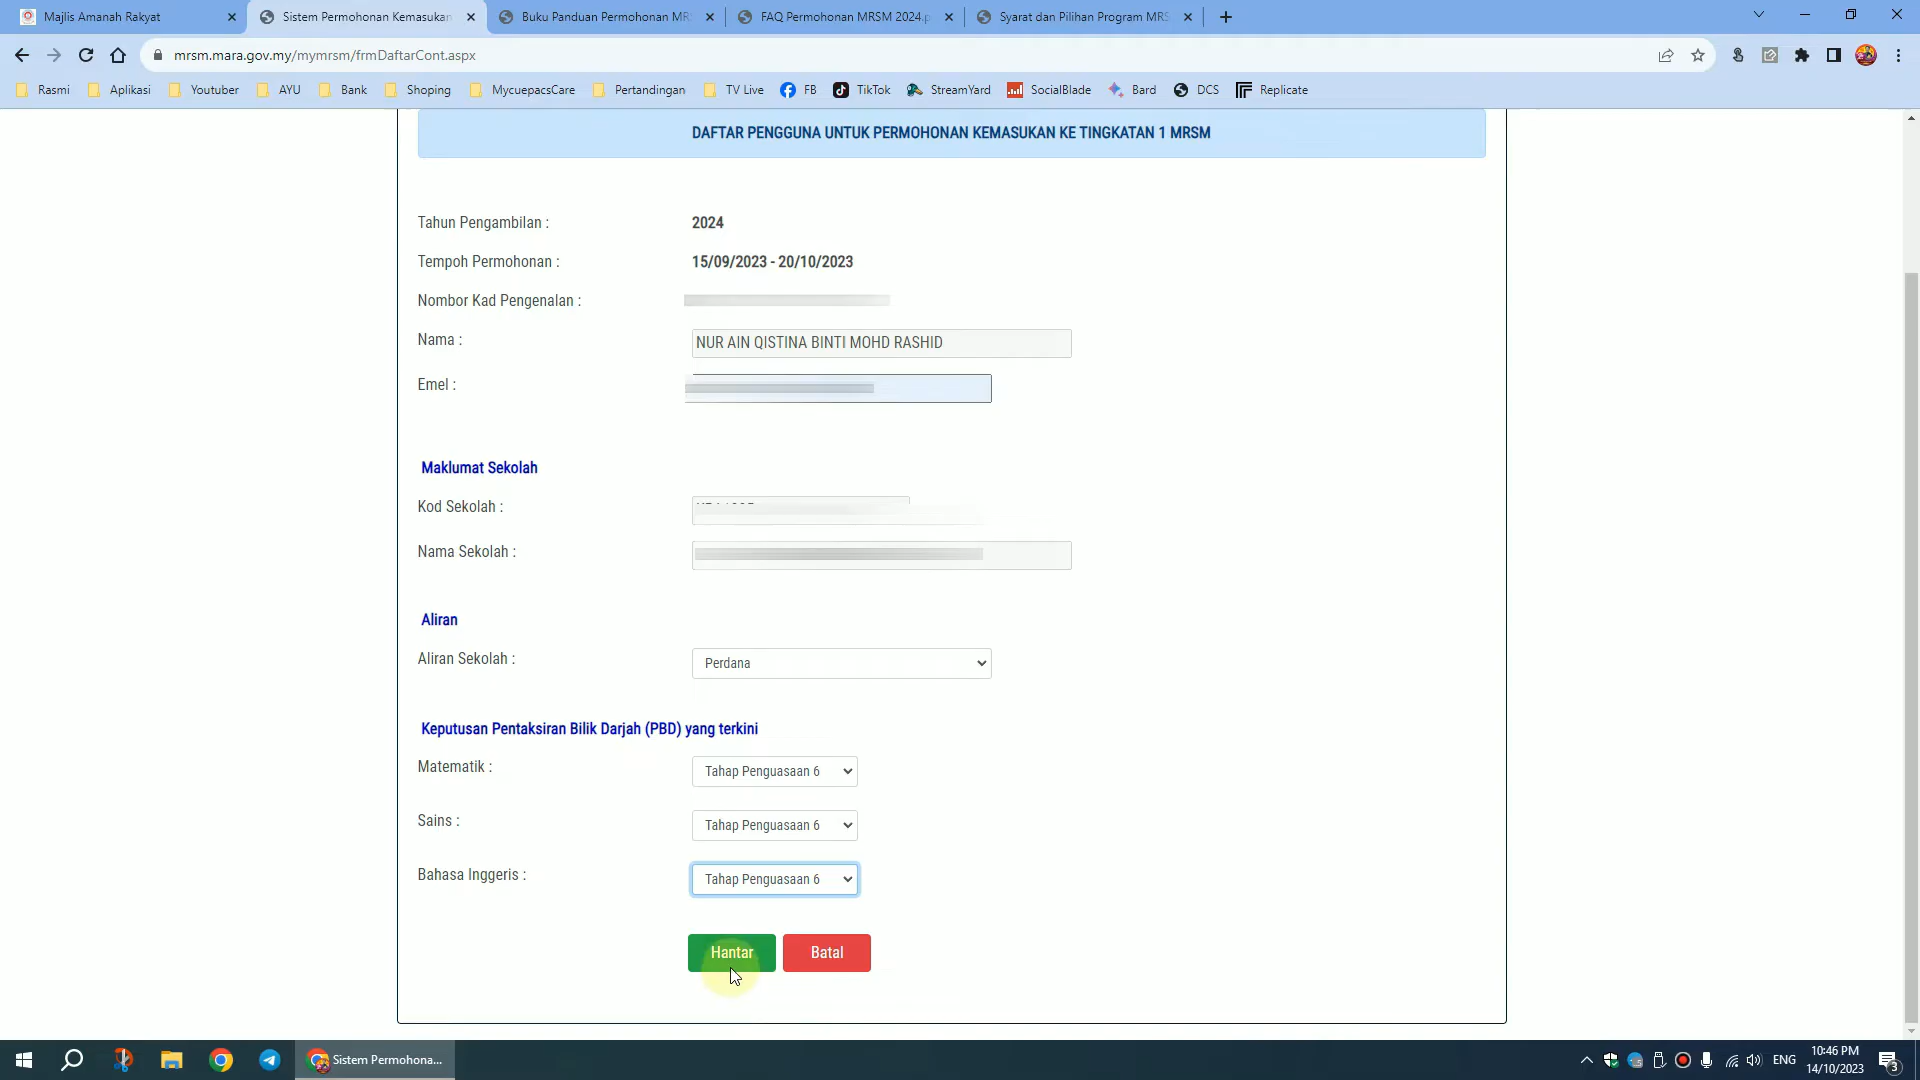 Majlis Amanah Rakyat
Sistem Permohonan Kemasukan
Buku Panduan Permohonan MR
FAQ Permohonan MRSM 2024.p
Syarat dan Pilihan Program MRS
mrsm.mara.gov.my/mymrsm/frmDaftarCont.aspx
Rasmi
Aplikasi
Youtuber
AYU
Bank
Shoping
MycuepacsCare
Pertandingan
TV Live
FB
TikTok
StreamYard
SocialBlade
Bard
DCS
Replicate
DAFTAR PENGGUNA UNTUK PERMOHONAN KEMASUKAN KE TINGKATAN 1 MRSM
Tahun Pengambilan : 2024
Tempoh Permohonan : 15/09/2023 - 20/10/2023
Nombor Kad Pengenalan :
Nama : NUR AIN QISTINA BINTI MOHD RASHID
Emel :
Maklumat Sekolah
Kod Sekolah :
Nama Sekolah :
Aliran
Aliran Sekolah : Perdana
Keputusan Pentaksiran Bilik Darjah (PBD) yang terkini
Matematik : Tahap Penguasaan 6
Sains : Tahap Penguasaan 6
Bahasa Inggeris : Tahap Penguasaan 6
Hantar Batal
Sistem Permohona...
ENG
10:46 PM
14/10/2023
3